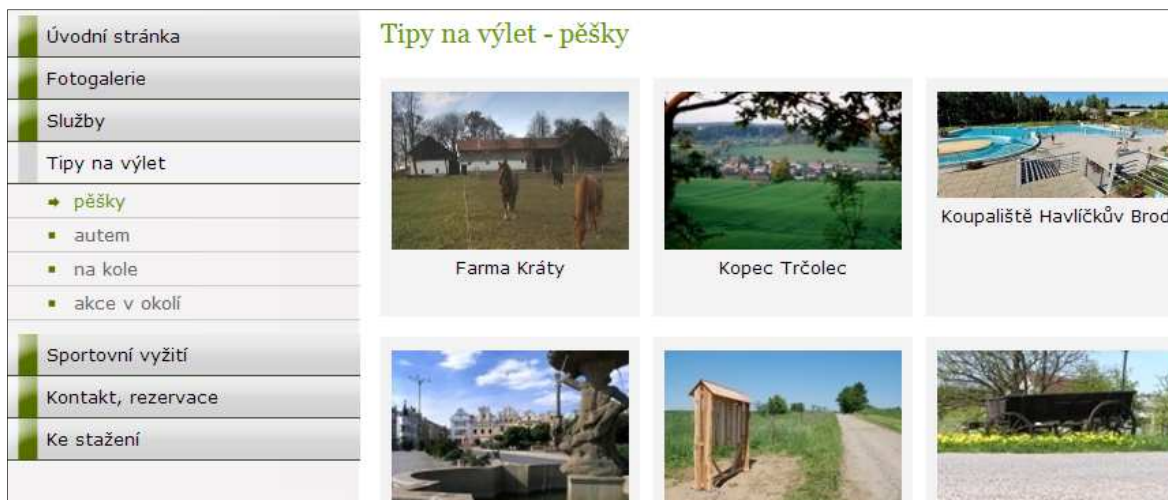 Úvodní stránka
Fotogalerie
Služby
Tipy na výlet
pěšky
autem
na kole
akce v okolí
Sportovní vyžití
Kontakt, rezervace
Ke stažení
Tipy na výlet - pěšky
Farma Kráty
Kopec Trčolec
Koupaliště Havlíčkův Brod